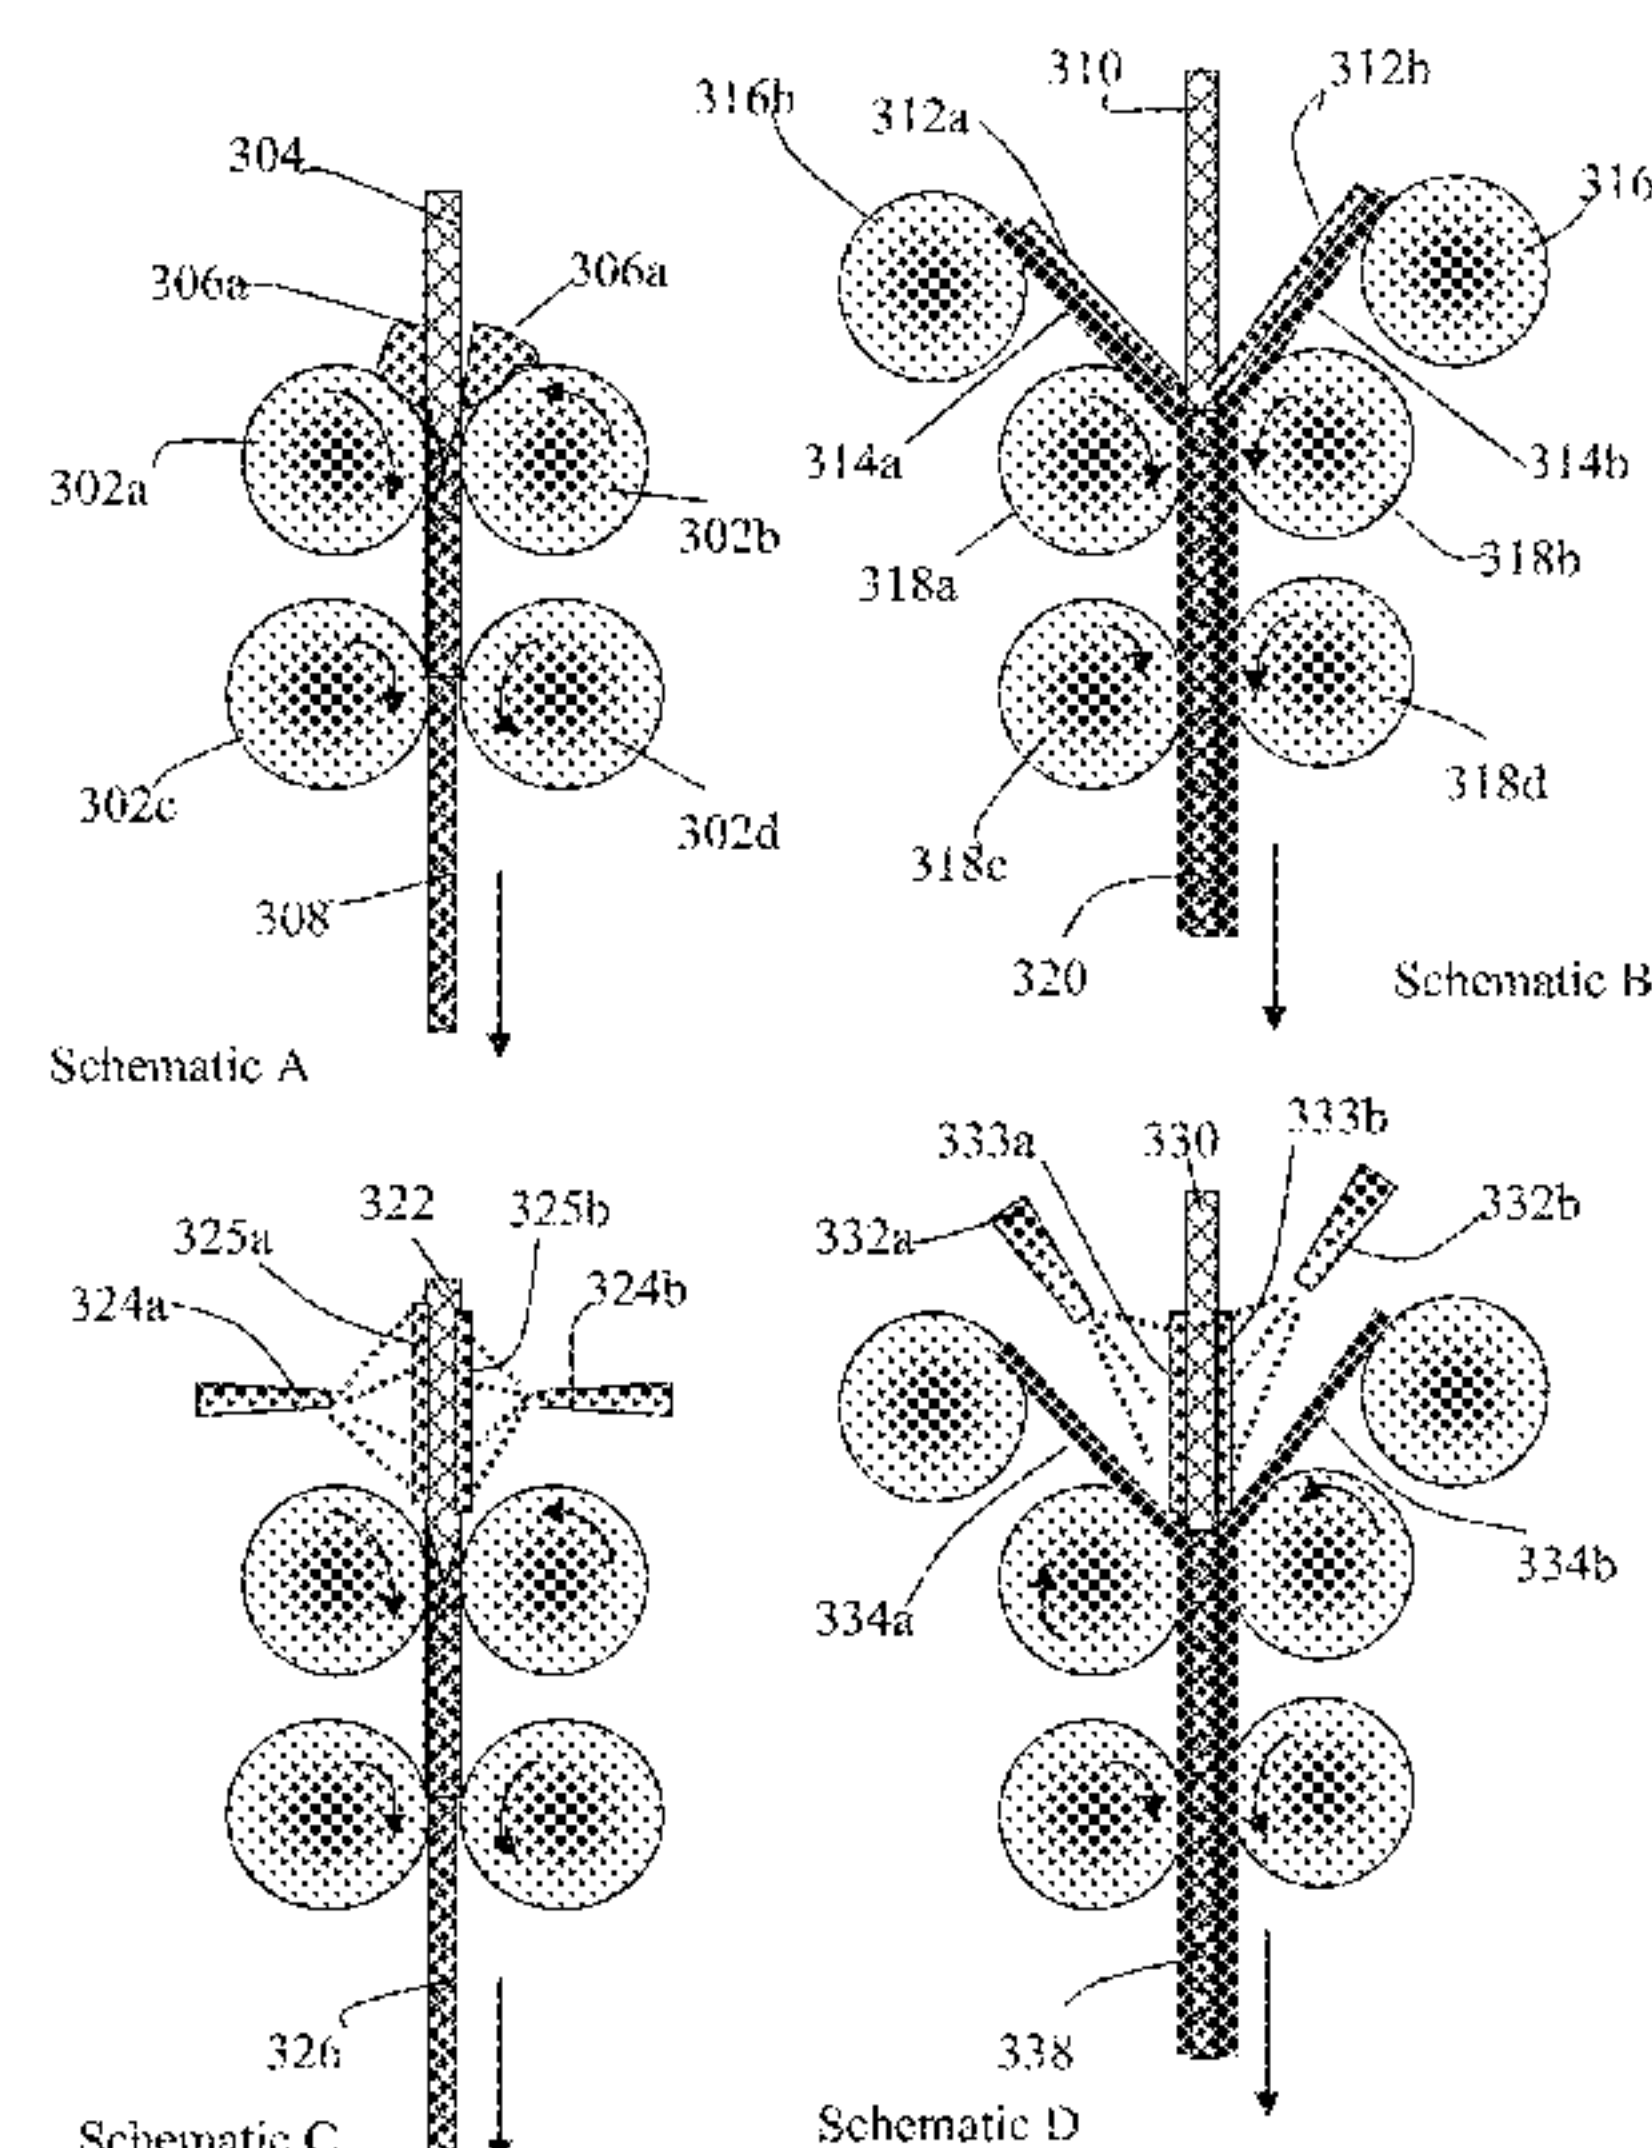 304
306a
306a
302a
302b
302c
302d
308
Schematic A
310
312b
316b
312a
316
314a
314b
318a
318b
318c
318d
320
Schematic B
322
325a
325b
324a
324b
326
Schematic C
333a
330
333b
332a
332b
334a
334b
338
Schematic D